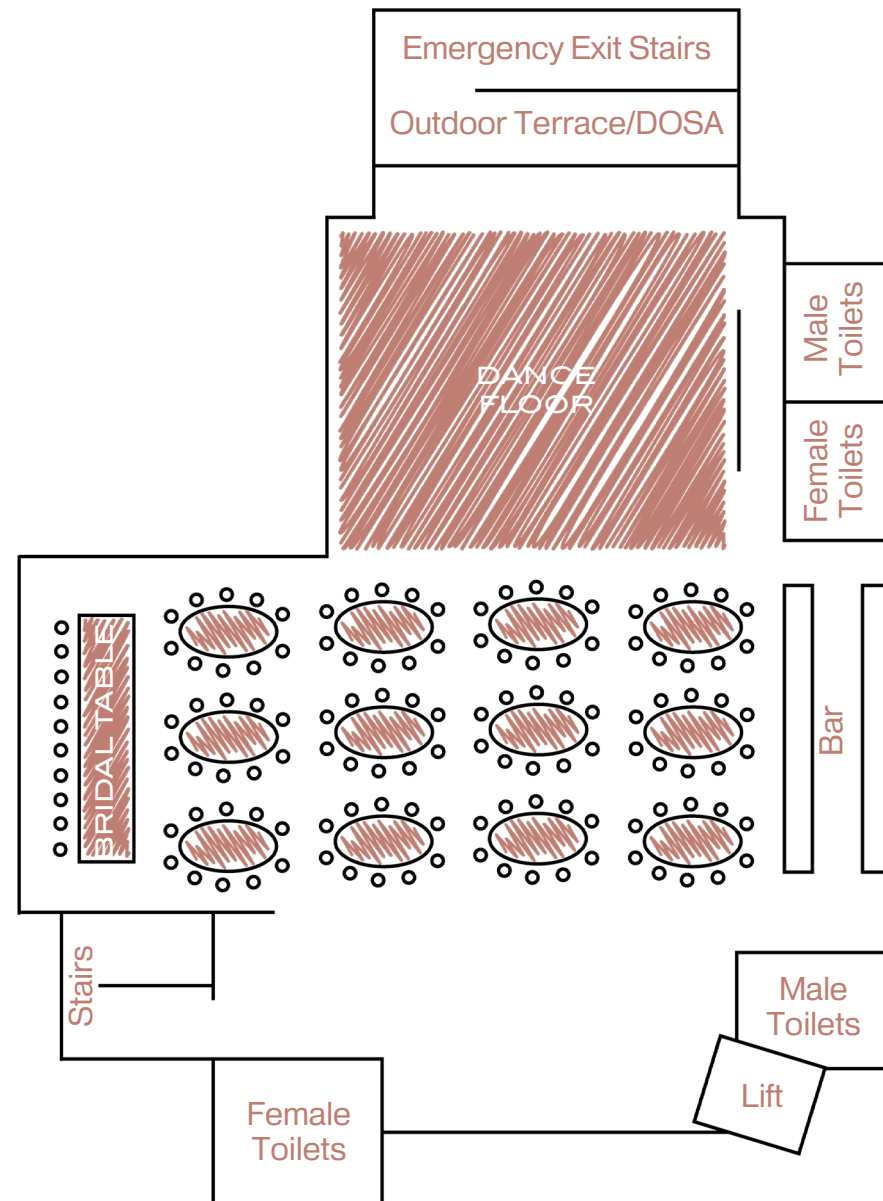 Emergency Exit Stairs
Outdoor Terrace/DOSA
DANCE
FLOOR
Male
Toilets
Female
Toilets
BRIDAL TABLE
Bar
Stairs
Male
Toilets
Lift
Female
Toilets